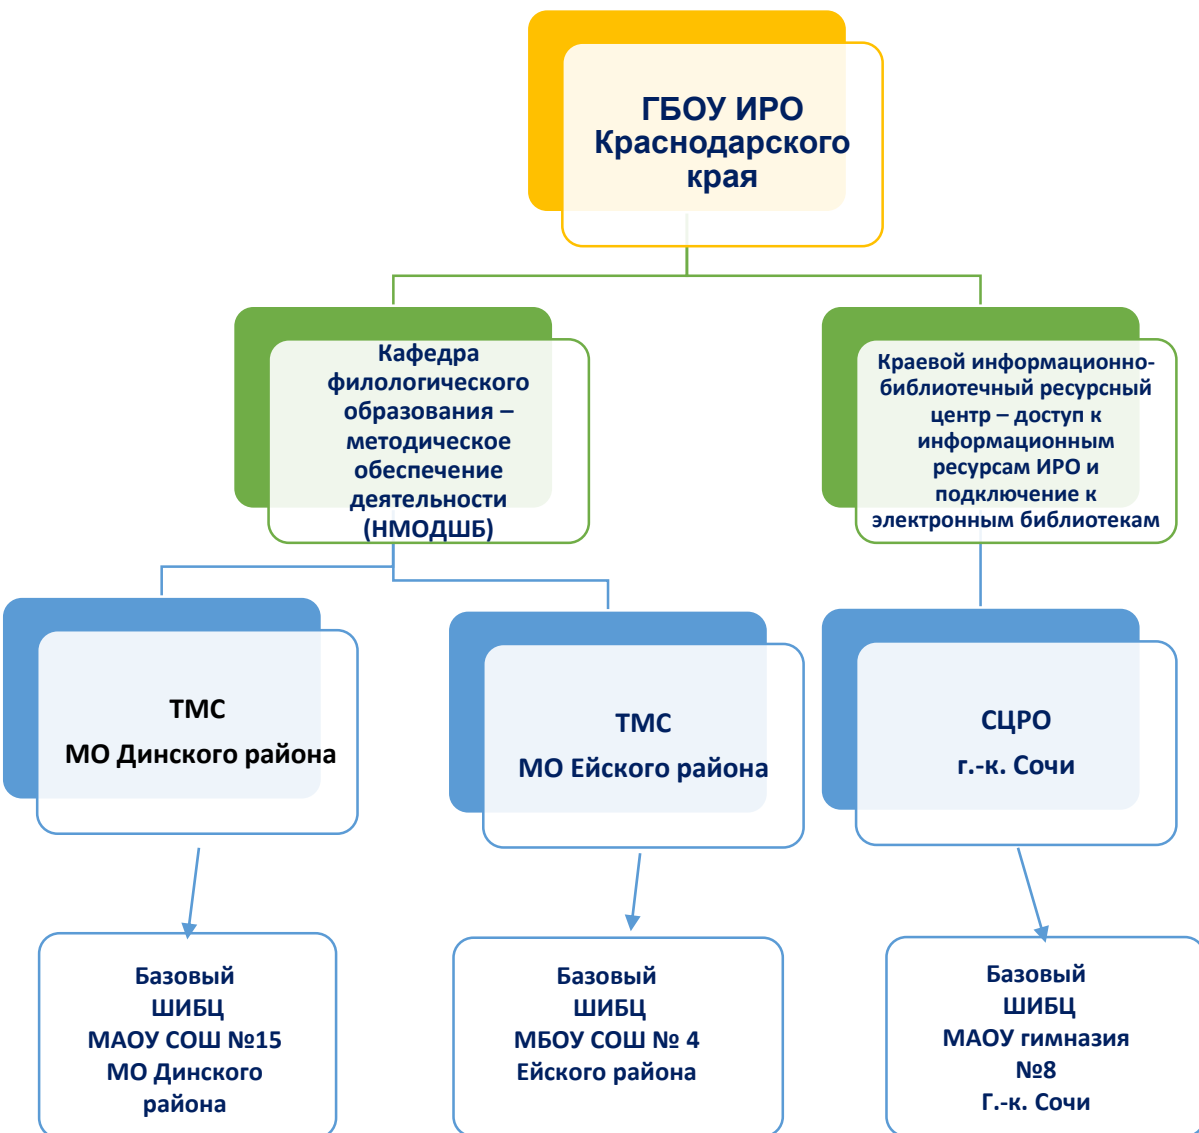 ГБОУ ИРО
Краснодарского
края
Кафедра
филологического
образования –
методическое
обеспечение
деятельности
(НМОДШБ)
Краевой информационно-
библиотечный ресурсный
центр – доступ к
информационным
ресурсам ИРО и
подключение к
электронным библиотекам
ТМС
МО Динского района
ТМС
МО Ейского района
СЦРО
г.-к. Сочи
Базовый
ШИБЦ
МАОУ СОШ №15
МО Динского
района
Базовый
ШИБЦ
МБОУ СОШ № 4
Ейского района
Базовый
ШИБЦ
МАОУ гимназия
№8
Г.-к. Сочи